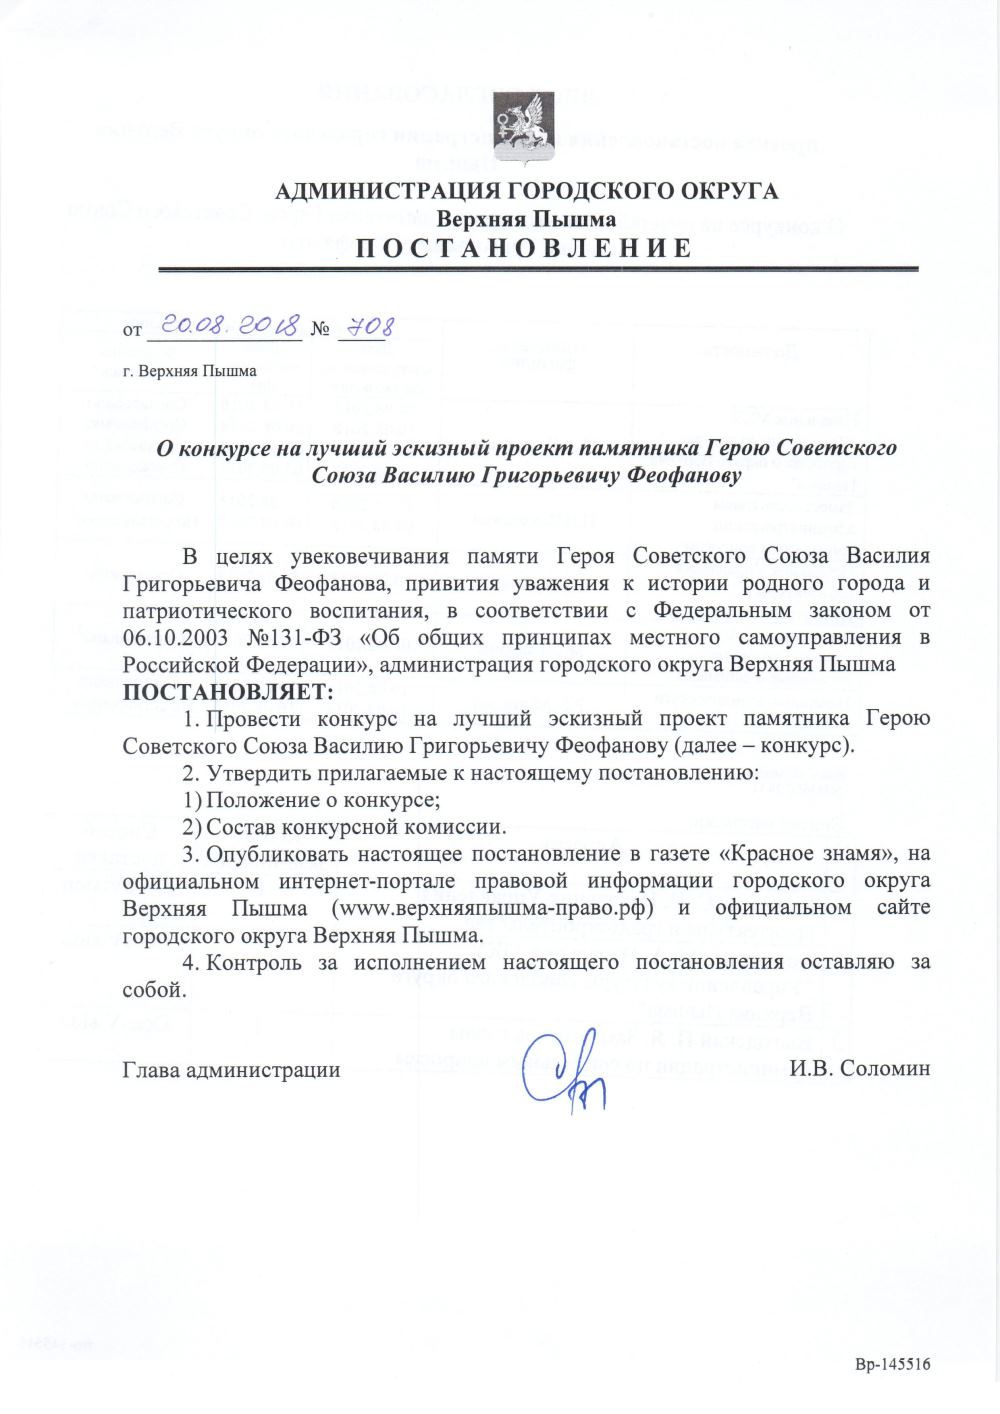 АДМИНИСТРАЦИЯ ГОРОДСКОГО ОКРУГА
Верхняя Пышма
ПОСТАНОВЛЕНИЕ
от 20.08.2018 № 708
г. Верхняя Пышма
О конкурсе на лучший эскизный проект памятника Герою Советского
Союза Василию Григорьевичу Феофанову
В целях увековечивания памяти Героя Советского Союза Василия
Григорьевича Феофанова, привития уважения к истории родного города и
патриотического воспитания, в соответствии с Федеральным законом от
06.10.2003 №131-ФЗ «Об общих принципах местного самоуправления в
Российской Федерации», администрация городского округа Верхняя Пышма
ПОСТАНОВЛЯЕТ:
1. Провести конкурс на лучший эскизный проект памятника Герою
Советского Союза Василию Григорьевичу Феофанову (далее – конкурс).
2. Утвердить прилагаемые к настоящему постановлению:
1) Положение о конкурсе;
2) Состав конкурсной комиссии.
3. Опубликовать настоящее постановление в газете «Красное знамя», на
официальном интернет-портале правовой информации городского округа
Верхняя Пышма (www.верхняяпышма-право.рф) и официальном сайте
городского округа Верхняя Пышма.
4. Контроль за исполнением настоящего постановления оставляю за
собой.
Глава администрации И.В. Соломин
Вр-145516